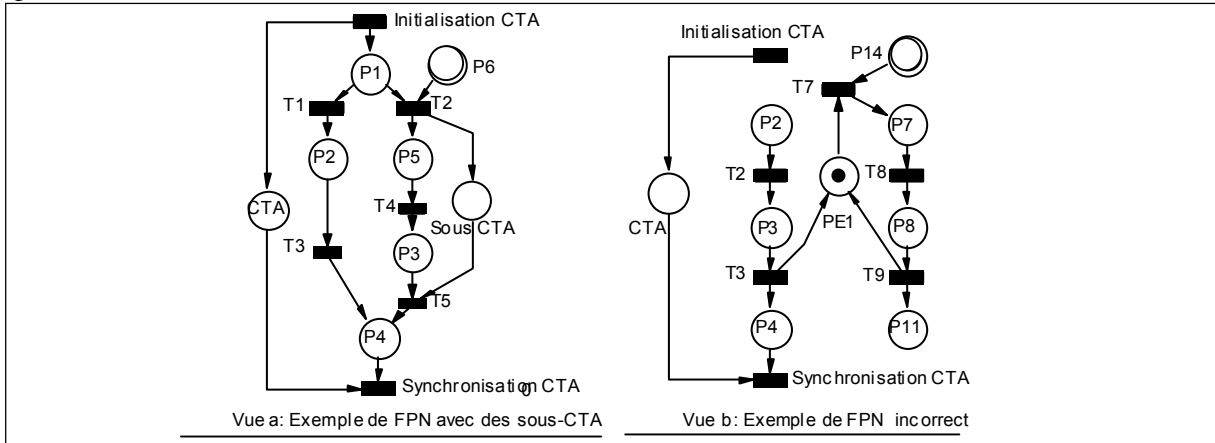 Initialisation CTA
P1
P6
T1
T2
P2
P5
CTA
T4
Sous CTA
T3
P3
T5
P4
Synchronisation CTA
0
Vue a: Exemple de FPN avec des sous-CTA
Initialisation CTA
P14
T7
P2
P7
T2
T8
CTA
P3
PE1
P8
T3
T9
P4
P11
Synchronisation CTA
Vue b: Exemple de FPN incorrect